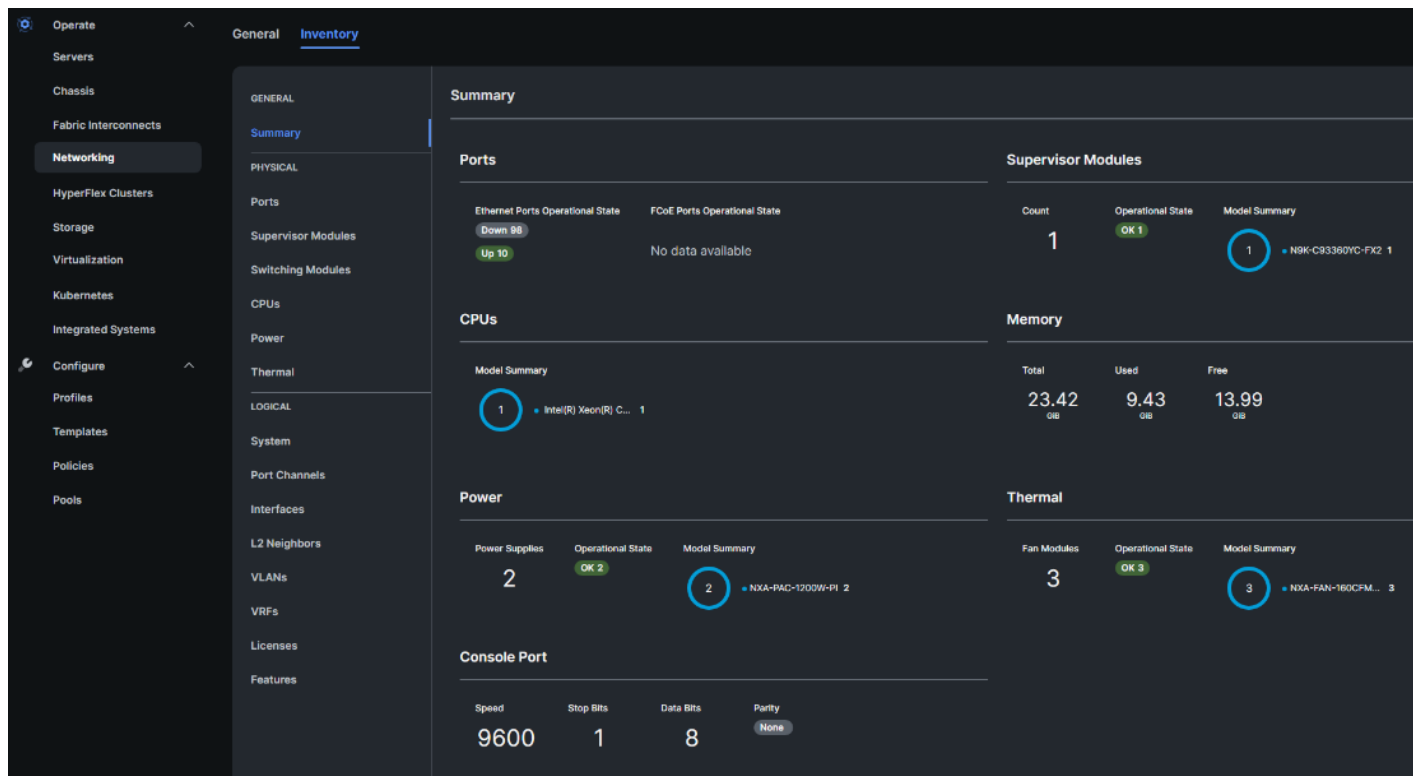 Operate
Servers
Chassis
Fabric Interconnects
Networking
HyperFlex Clusters
Storage
Virtualization
Kubernetes
Integrated Systems
Configure
Profiles
Templates
Policies
Pools
General Inventory
GENERAL
Summary
PHYSICAL
Ports
Supervisor Modules
Switching Modules
CPUs
Power
Thermal
LOGICAL
System
Port Channels
Interfaces
L2 Neighbors
VLANs
VRFs
Licenses
Features
Summary
Ports
Ethernet Ports Operational State FCoE Ports Operational State
Down 98
Up 10
No data available
Supervisor Modules
Count Operational State Model Summary
1 OK 1 1 N9K-C93360YC-FX2 1
CPUs
Model Summary
1 Intel(R) Xeon(R) C... 1
Memory
Total Used Free
23.42 9.43 13.99
GiB GiB GiB
Power
Power Supplies Operational State Model Summary
2 OK 2 2 NXA-PAC-1200W-PI 2
Thermal
Fan Modules Operational State Model Summary
3 OK 3 3 NXA-FAN-160CFM... 3
Console Port
Speed Stop Bits Data Bits Parity
9600 1 8 None